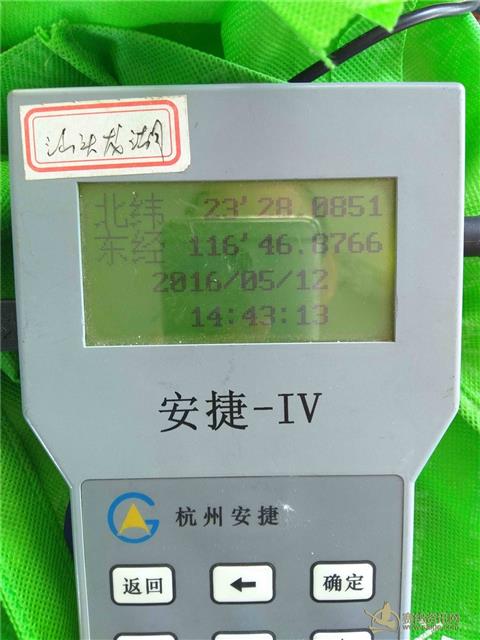 汕头龙湖
北纬 23'28.0851
东经 116'46.8766
2016/05/12
14:43:13
安捷-IV
杭州安捷
返回 ← 确定